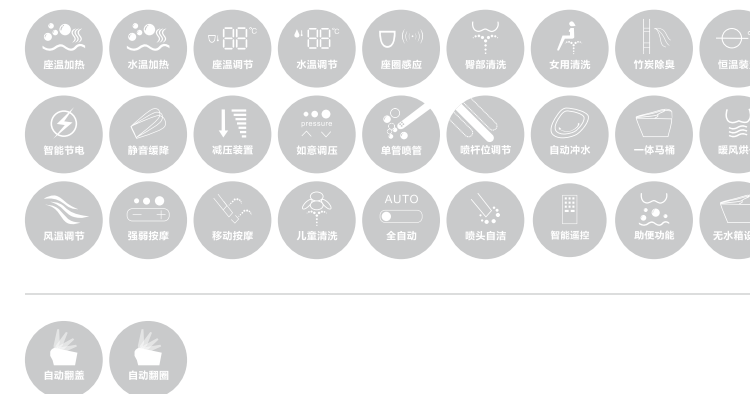 座温加热 水温加热 座温调节 水温调节 座圈感应 臀部清洗 女用清洗 竹炭除臭 恒温装
智能节电 静音缓降 减压装置 pressure 如意调压 单管喷管 喷杆位调节 自动冲水 一体马桶 暖风烘
AUTO
风温调节 强弱按摩 移动按摩 儿童清洗 全自动 喷头自洁 智能遥控 助便功能 无水箱
自动翻盖 自动翻圈